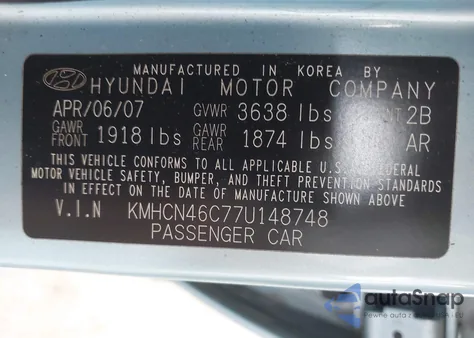 MANUFACTURED IN KOREA BY
HYUNDAI MOTOR COMPANY
APR/06/07 GVWR 3638 lbs 2B
GAWR FRONT 1918 lbs GAWR REAR 1874 lbs AR
THIS VEHICLE CONFORMS TO ALL APPLICABLE U.S. FEDERAL
MOTOR VEHICLE SAFETY, BUMPER, AND THEFT PREVENTION STANDARDS
IN EFFECT ON THE DATE OF MANUFACTURE SHOWN ABOVE
V.I.N KMHCN46C77U148748
PASSENGER CAR
autoSnap
Pewne auta z